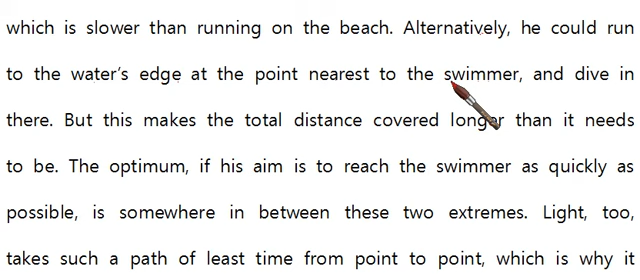 which is slower than running on the beach. Alternatively, he could run
to the water's edge at the point nearest to the swimmer, and dive in
there. But this makes the total distance covered longer than it needs
to be. The optimum, if his aim is to reach the swimmer as quickly as
possible, is somewhere in between these two extremes. Light, too,
takes such a path of least time from point to point, which is why it